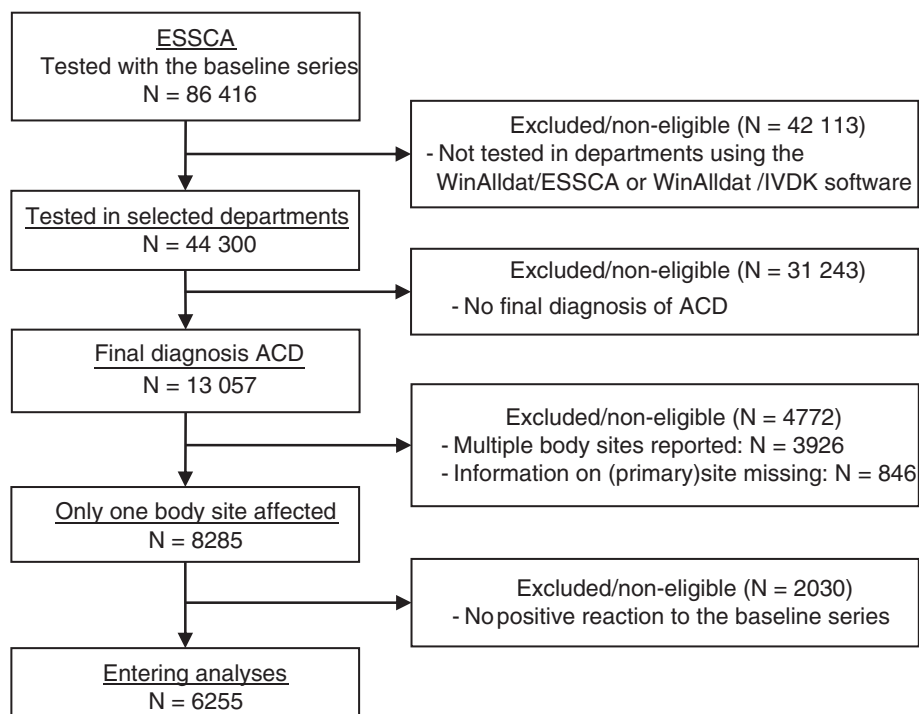 ESSCA
Tested with the baseline series
N = 86 416
Excluded/non-eligible (N = 42 113)
- Not tested in departments using the
WinAlldat/ESSCA or WinAlldat /IVDK software
Tested in selected departments
N = 44 300
Excluded/non-eligible (N = 31 243)
- No final diagnosis of ACD
Final diagnosis ACD
N = 13 057
Excluded/non-eligible (N = 4772)
- Multiple body sites reported: N = 3926
- Information on (primary)site missing: N = 846
Only one body site affected
N = 8285
Excluded/non-eligible (N = 2030)
- No positive reaction to the baseline series
Entering analyses
N = 6255